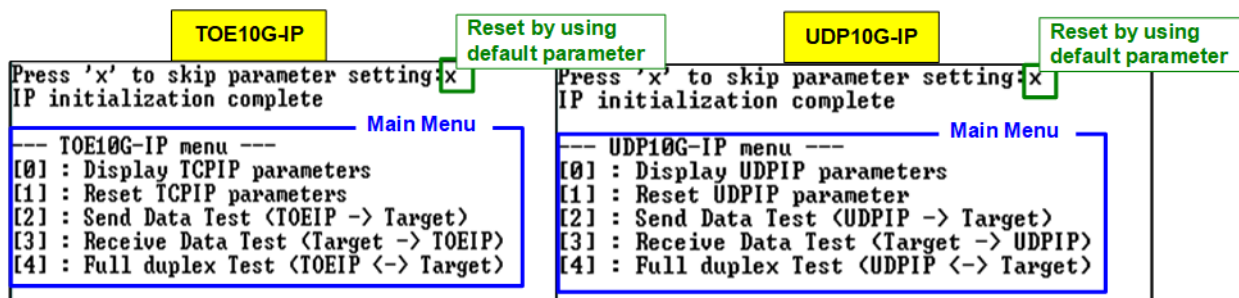 TOE10G-IP
Reset by using
default parameter
Press 'x' to skip parameter setting:x
IP initialization complete
Main Menu
--- TOE10G-IP menu ---
[0] : Display TCPIP parameters
[1] : Reset TCPIP parameters
[2] : Send Data Test (TOEIP -> Target)
[3] : Receive Data Test (Target -> TOEIP)
[4] : Full duplex Test (TOEIP <-> Target)
UDP10G-IP
Reset by using
default parameter
Press 'x' to skip parameter setting:x
IP initialization complete
Main Menu
--- UDP10G-IP menu ---
[0] : Display UDPIP parameters
[1] : Reset UDPIP parameter
[2] : Send Data Test (UDPIP -> Target)
[3] : Receive Data Test (Target -> UDPIP)
[4] : Full duplex Test (UDPIP <-> Target)